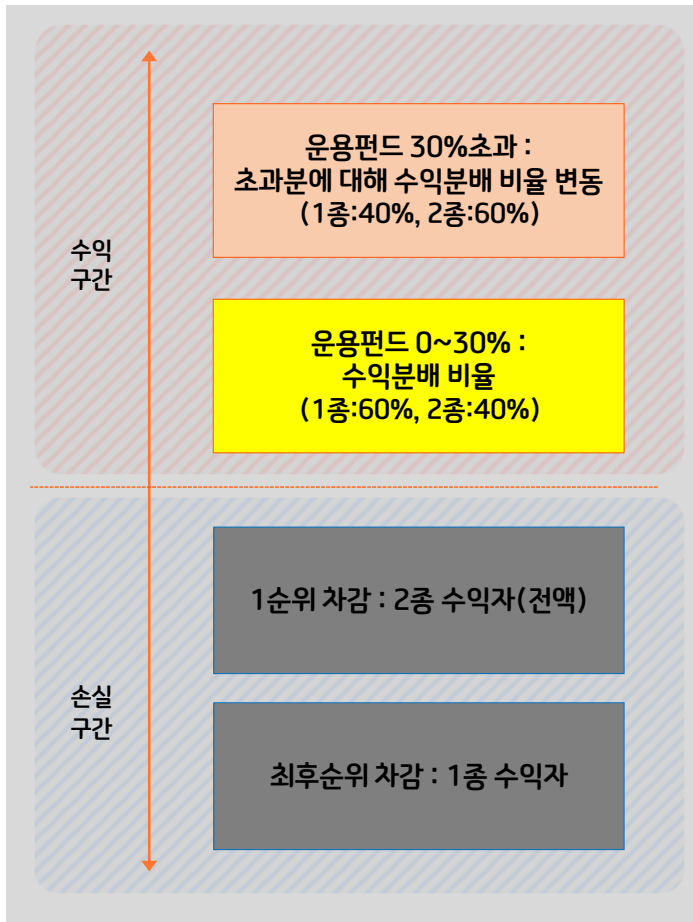 운용펀드 30%초과 :
초과분에 대해 수익분배 비율 변동
(1종:40%, 2종:60%)
수익
구간
운용펀드 0~30% :
수익분배 비율
(1종:60%, 2종:40%)
1순위 차감 : 2종 수익자(전액)
손실
구간
최후순위 차감 : 1종 수익자